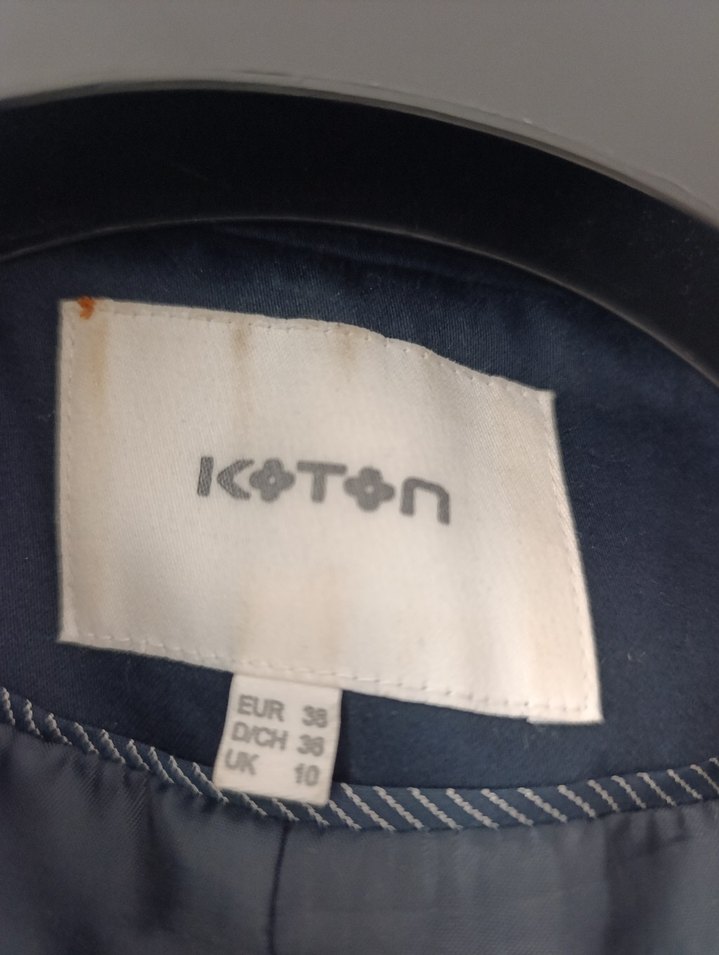 KOTON
EUR 38
D/CH 36
UK 10